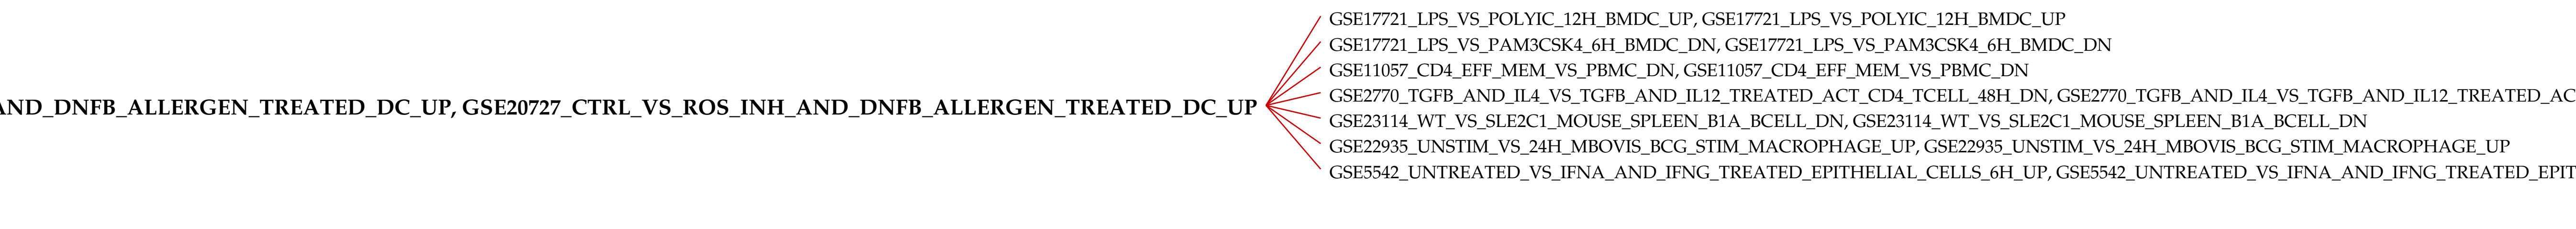 GSE17721_LPS_VS_POLYIC_12H_BMDC_UP, GSE17721_LPS_VS_POLYIC_12H_BMDC_UP
GSE17721_LPS_VS_PAM3CSK4_6H_BMDC_DN, GSE17721_LPS_VS_PAM3CSK4_6H_BMDC_DN
GSE11057_CD4_EFF_MEM_VS_PBMC_DN, GSE11057_CD4_EFF_MEM_VS_PBMC_DN
GSE2770_TGFB_AND_IL4_VS_TGFB_AND_IL12_TREATED_ACT_CD4_TCELL_48H_DN, GSE2770_TGFB_AND_IL4_VS_TGFB_AND_IL12_TREATED_AC
AND_DNFB_ALLERGEN_TREATED_DC_UP, GSE20727_CTRL_VS_ROS_INH_AND_DNFB_ALLERGEN_TREATED_DC_UP
GSE23114_WT_VS_SLE2C1_MOUSE_SPLEEN_B1A_BCELL_DN, GSE23114_WT_VS_SLE2C1_MOUSE_SPLEEN_B1A_BCELL_DN
GSE22935_UNSTIM_VS_24H_MBOVIS_BCG_STIM_MACROPHAGE_UP, GSE22935_UNSTIM_VS_24H_MBOVIS_BCG_STIM_MACROPHAGE_UP
GSE5542_UNTREATED_VS_IFNA_AND_IFNG_TREATED_EPITHELIAL_CELLS_6H_UP, GSE5542_UNTREATED_VS_IFNA_AND_IFNG_TREATED_EPIT